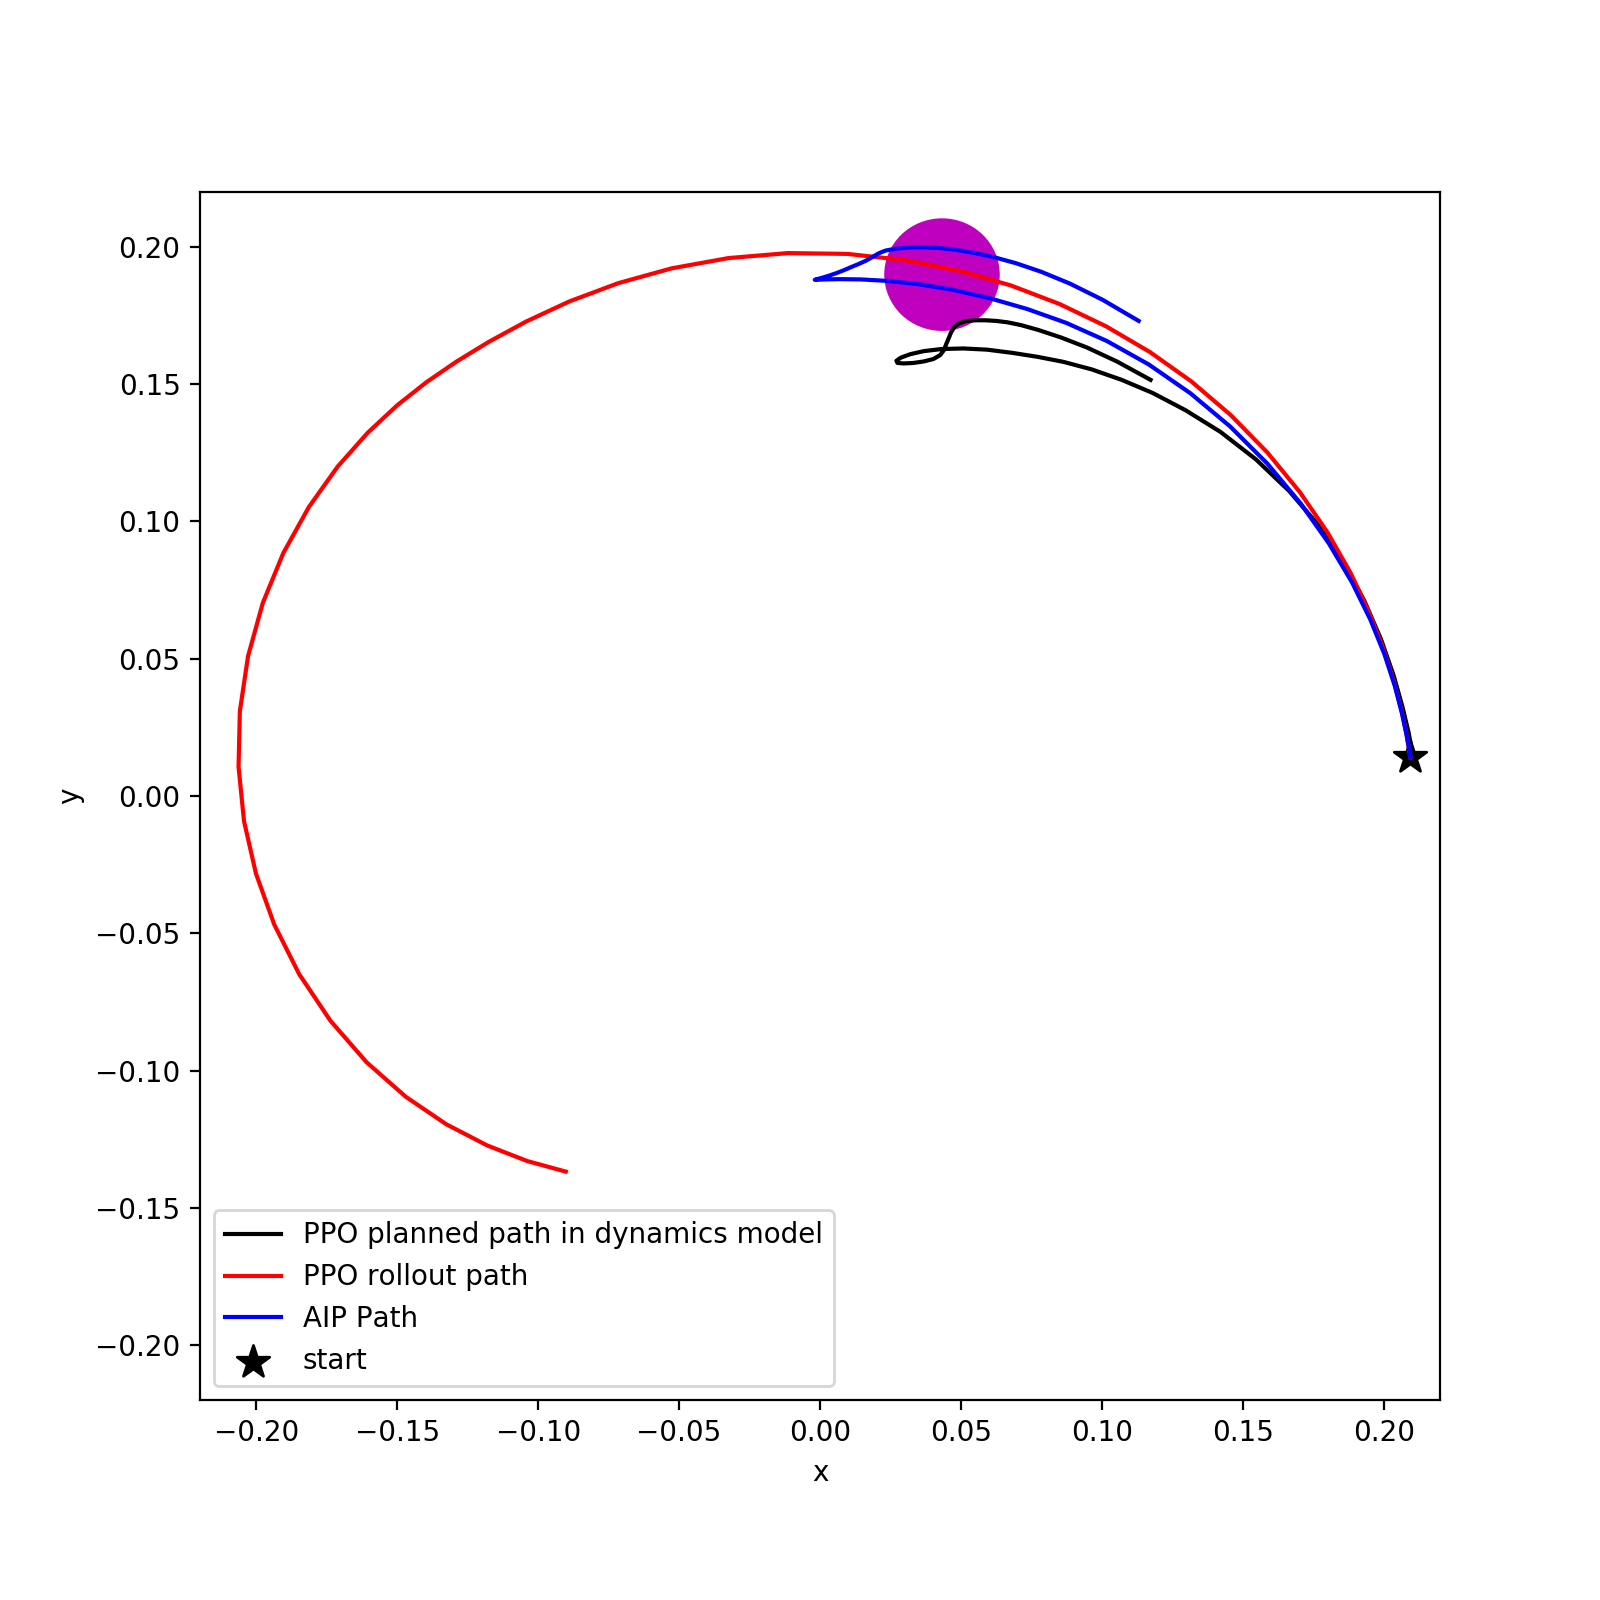 0.20
0.15
0.10
0.05
0.00
−0.05
−0.10
−0.15
−0.20
y
PPO planned path in dynamics model
PPO rollout path
AIP Path
start
−0.20 −0.15 −0.10 −0.05 0.00 0.05 0.10 0.15 0.20
x